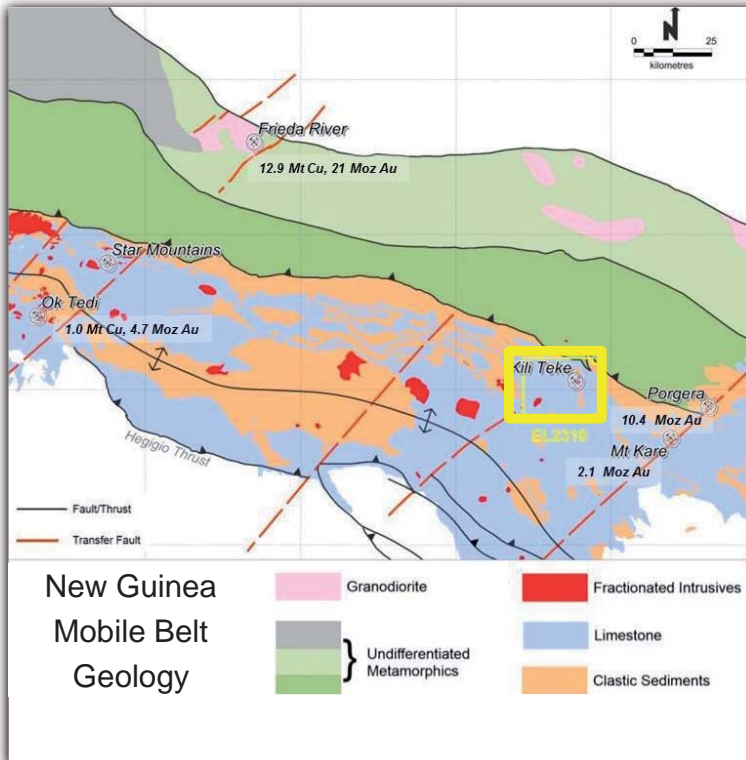 N
0 25
kilometres
Frieda River
12.9 Mt Cu, 21 Moz Au
Star Mountains
Ok Tedi
1.0 Mt Cu, 4.7 Moz Au
Kili Teke
EL2310
Porgera
10.4 Moz Au
Mt Kare
2.1 Moz Au
Hegigio Thrust
Fault/Thrust
Transfer Fault
New Guinea
Mobile Belt
Geology
Granodiorite
Undifferentiated
Metamorphics
Fractionated Intrusives
Limestone
Clastic Sediments